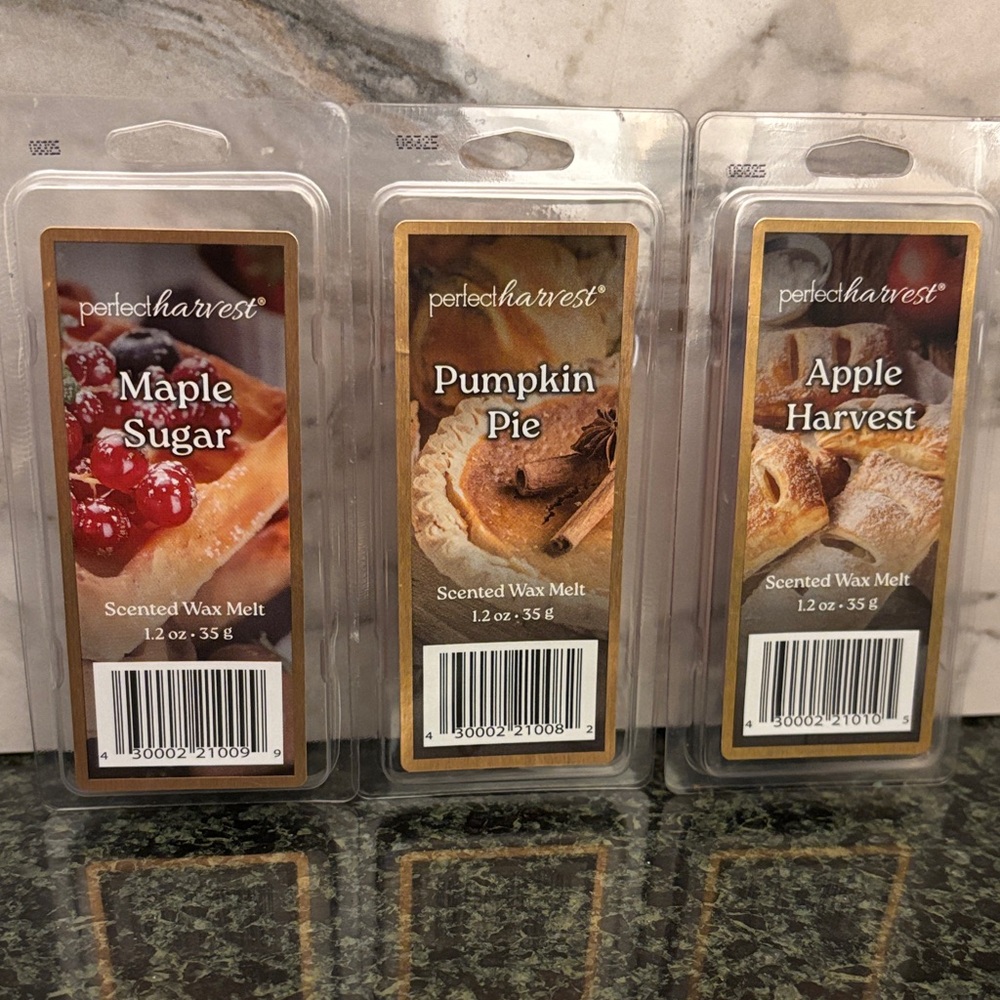 08325
perfectharvest®
Maple
Sugar
Scented Wax Melt
1.2 oz • 35 g
4 30002 21009 9
08325
perfectharvest®
Pumpkin
Pie
Scented Wax Melt
1.2 oz • 35 g
4 30002 21008 2
08325
perfectharvest®
Apple
Harvest
Scented Wax Melt
1.2 oz • 35 g
4 30002 21010 5